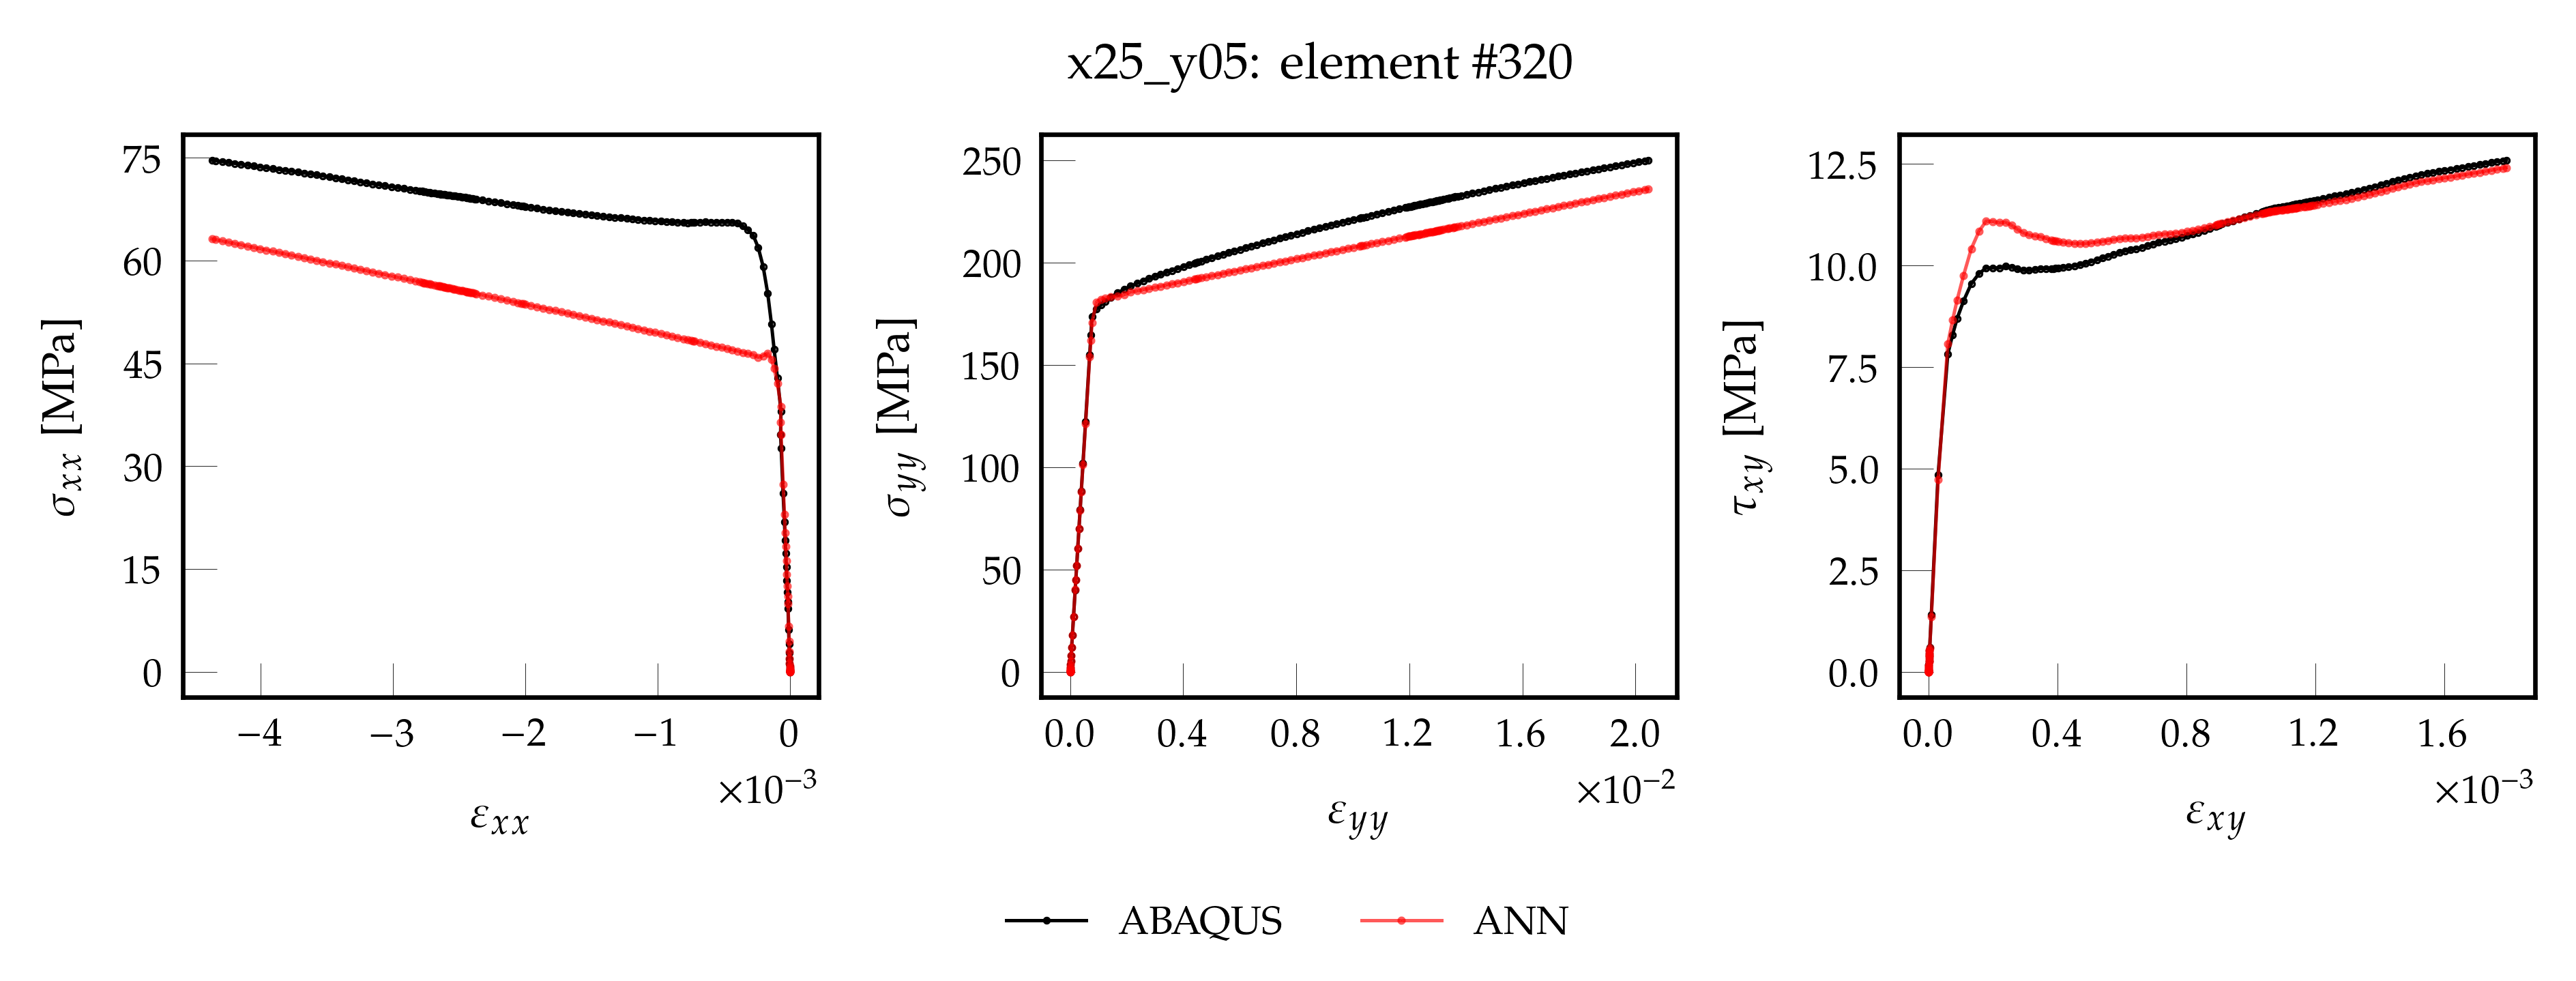 x25_y05: element #320
75
60
45
30
15
0
σxx [MPa]
−4 −3 −2 −1 0
×10−3
εxx
250
200
150
100
50
0
σyy [MPa]
0.0 0.4 0.8 1.2 1.6 2.0
×10−2
εyy
12.5
10.0
7.5
5.0
2.5
0.0
τxy [MPa]
0.0 0.4 0.8 1.2 1.6
×10−3
εxy
ABAQUS ANN